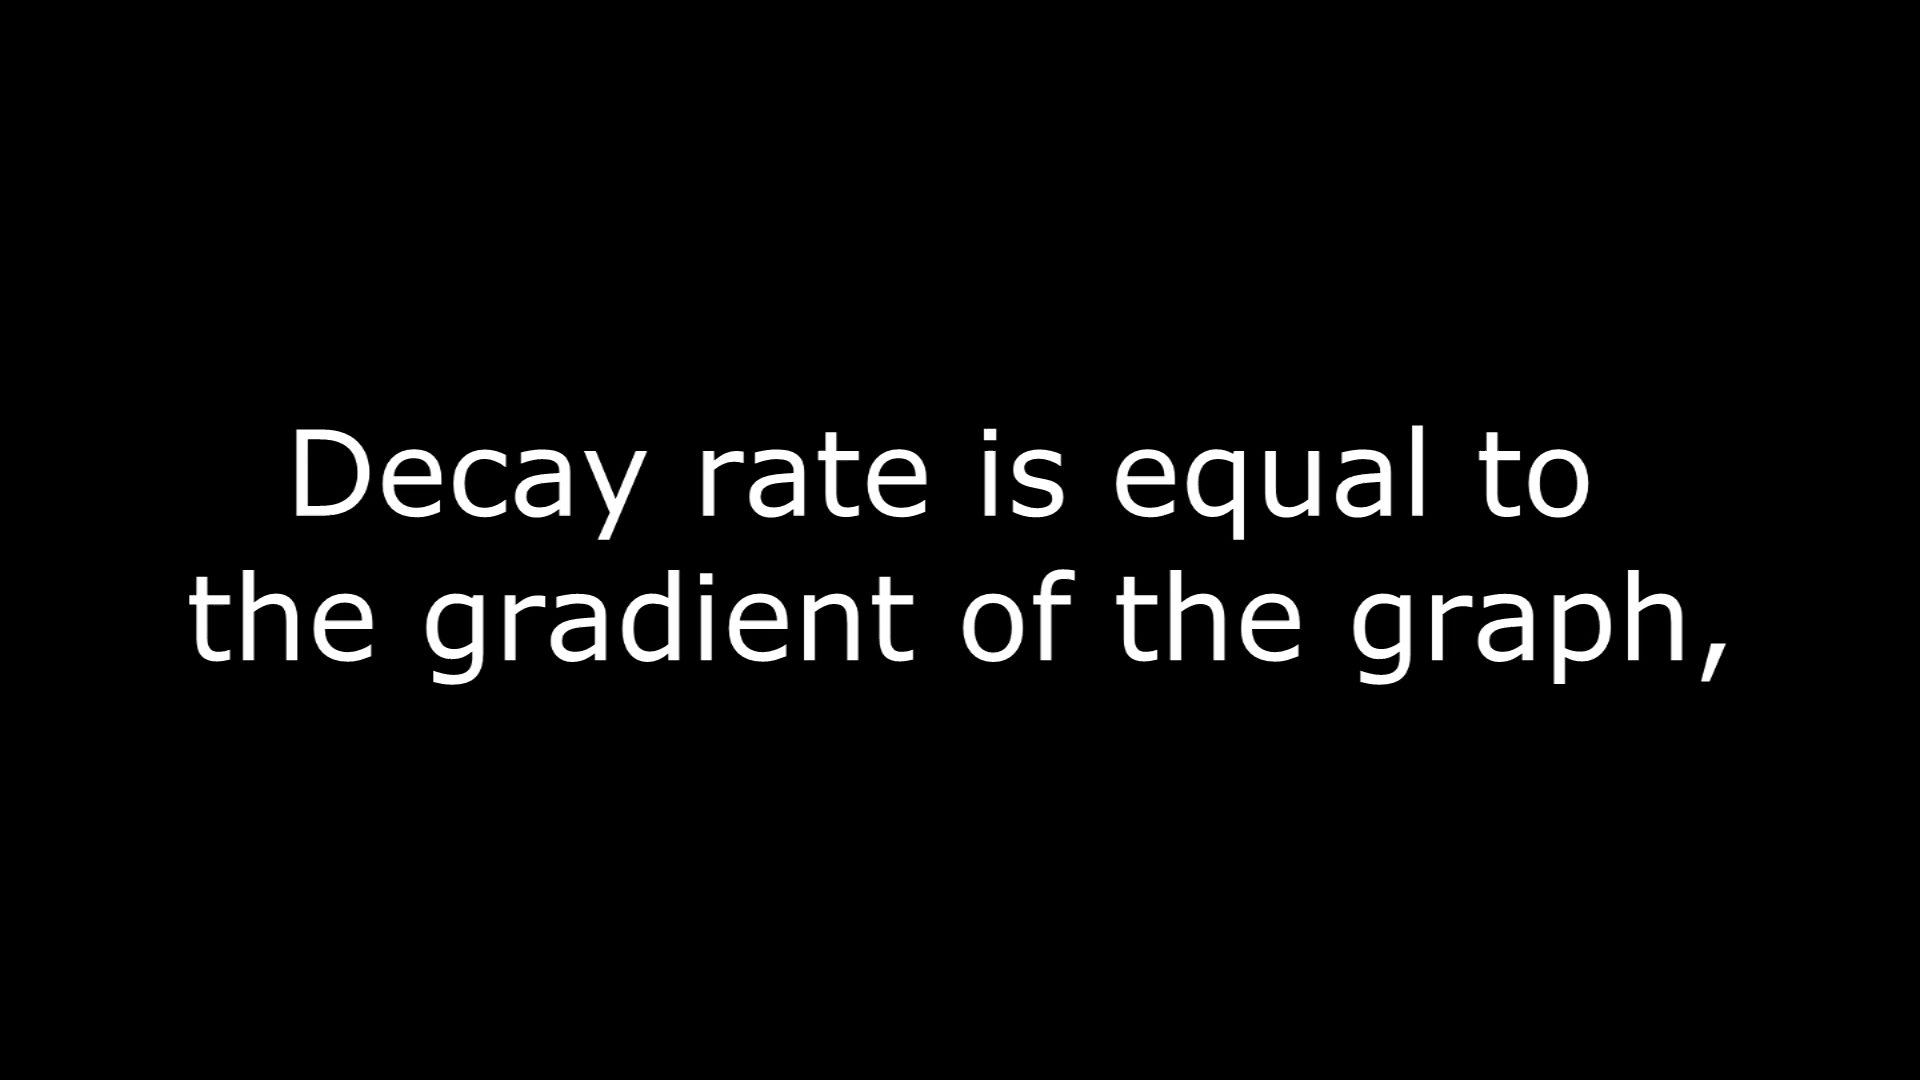 Decay rate is equal to
the gradient of the graph,